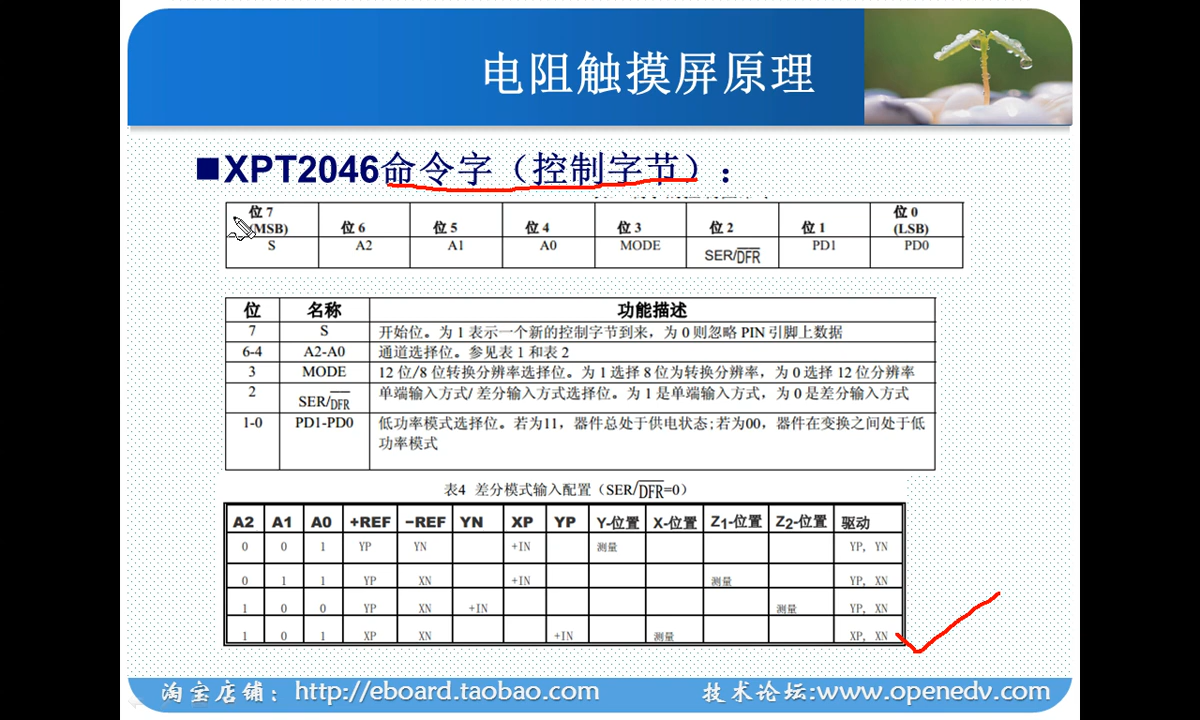 电阻触摸屏原理
■XPT2046命令字（控制字节）：
位7 (MSB) 位6 位5 位4 位3 位2 位1 位0 (LSB)
S A2 A1 A0 MODE SER/DFR PD1 PD0
位 名称 功能描述
7 S 开始位。为1表示一个新的控制字节到来，为0则忽略PIN引脚上数据
6-4 A2-A0 通道选择位。参见表1和表2
3 MODE 12位/8位转换分辨率选择位。为1选择8位为转换分辨率，为0选择12位分辨率
2 SER/DFR 单端输入方式/差分输入方式选择位。为1是单端输入方式，为0是差分输入方式
1-0 PD1-PD0 低功率模式选择位。若为11，器件总处于供电状态;若为00，器件在变换之间处于低
功率模式
表4 差分模式输入配置（SER/DFR=0）
A2 A1 A0 +REF −REF YN XP YP Y-位置 X-位置 Z1-位置 Z2-位置 驱动
0 0 1 YP YN +IN 测量 YP, YN
0 1 1 YP XN +IN 测量 YP, XN
1 0 0 YP XN +IN 测量 YP, XN
1 0 1 XP XN +IN 测量 XP, XN
淘宝店铺：http://eboard.taobao.com 技术论坛:www.openedv.com